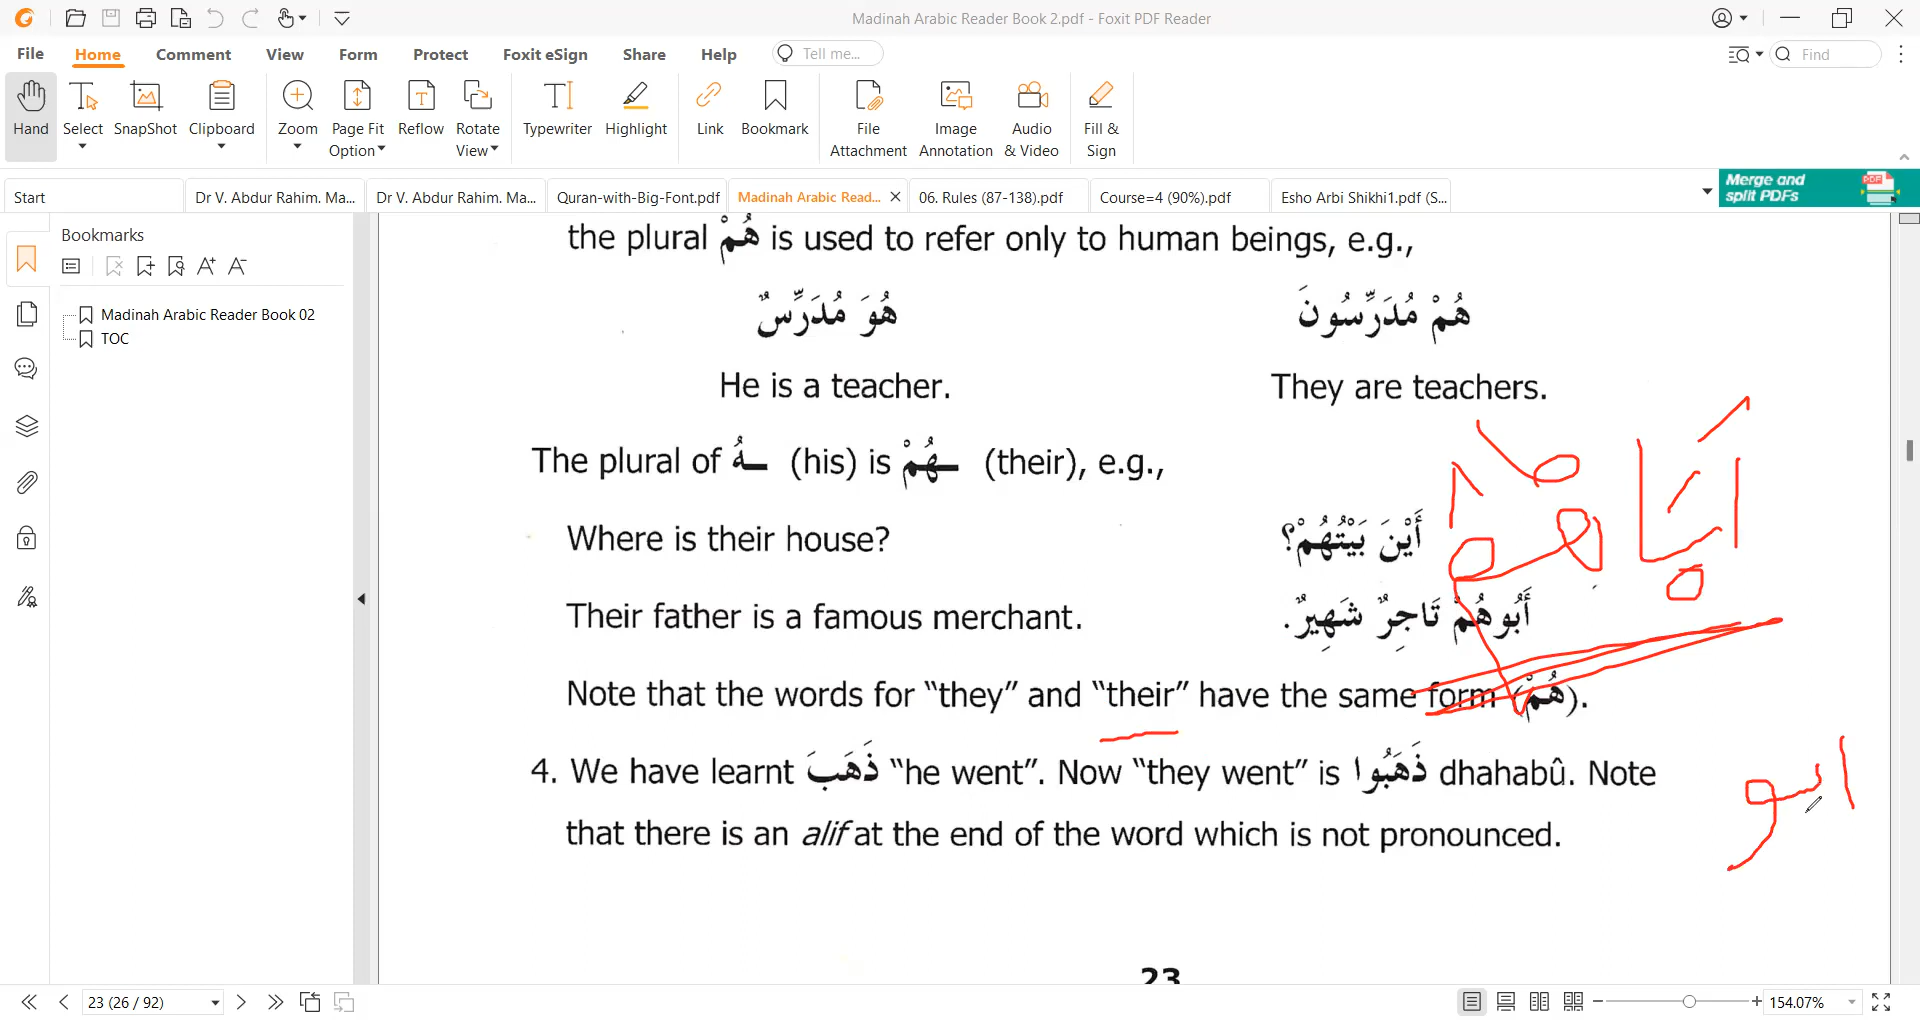 Madinah Arabic Reader Book 2.pdf - Foxit PDF Reader
File Home Comment View Form Protect Foxit eSign Share Help Tell me... Find
Hand Select SnapShot Clipboard Zoom Page Fit Option Reflow Rotate View Typewriter Highlight Link Bookmark File Attachment Image Annotation Audio & Video Fill & Sign
Start Dr V. Abdur Rahim. Ma... Dr V. Abdur Rahim. Ma... Quran-with-Big-Font.pdf Madinah Arabic Read... 06. Rules (87-138).pdf Course=4 (90%).pdf Esho Arbi Shikhi1.pdf (S... Merge and split PDFs
Bookmarks
Madinah Arabic Reader Book 02
TOC
the plural هُمْ is used to refer only to human beings, e.g.,
هُوَ مُدَرِّسٌ هُمْ مُدَرِّسُونَ
He is a teacher. They are teachers.
The plural of ـهُ (his) is ـهُمْ (their), e.g.,
Where is their house? أَيْنَ بَيْتُهُمْ؟
Their father is a famous merchant. أَبُوهُمْ تَاجِرٌ شَهِيرٌ.
Note that the words for “they” and “their” have the same form (هُمْ).
4. We have learnt ذَهَبَ “he went”. Now “they went” is ذَهَبُوا dhahabû. Note
that there is an alif at the end of the word which is not pronounced.
23
23 (26 / 92) 154.07%